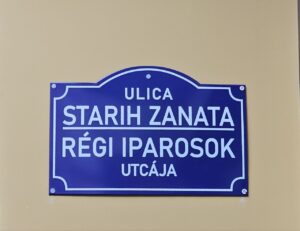 ULICA
STARIH ZANATA
RÉGI IPAROSOK
UTCÁJA